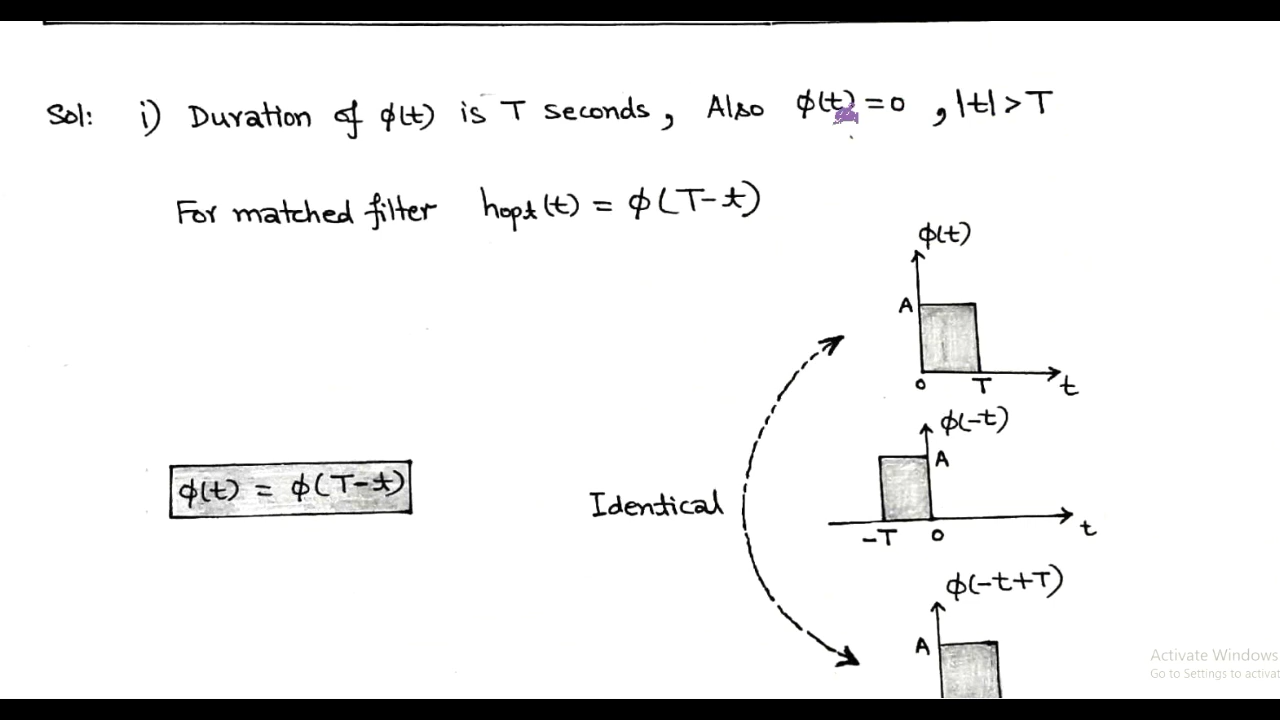 Sol: i) Duration of ϕ(t) is T seconds, Also ϕ(t) = 0, |t| > T
For matched filter hopt(t) = ϕ(T-t)
ϕ(t)
A
0 T t
ϕ(-t)
A
ϕ(t) = ϕ(T-t)
Identical
-T 0 t
ϕ(-t+T)
A
Activate Windows
Go to Settings to activat